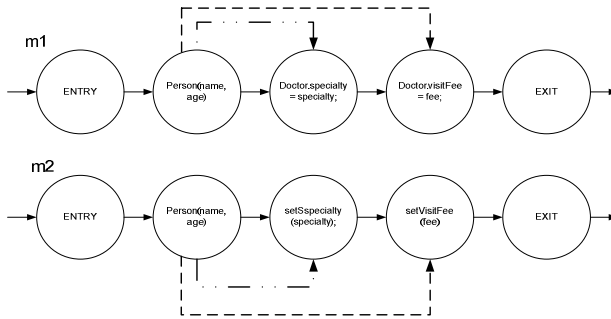 m1
ENTRY
Person(name,
age)
Doctor.specialty
= specialty;
Doctor.visitFee
= fee;
EXIT
m2
ENTRY
Person(name,
age)
setSspecialty
(specialty);
setVisitFee
(fee)
EXIT